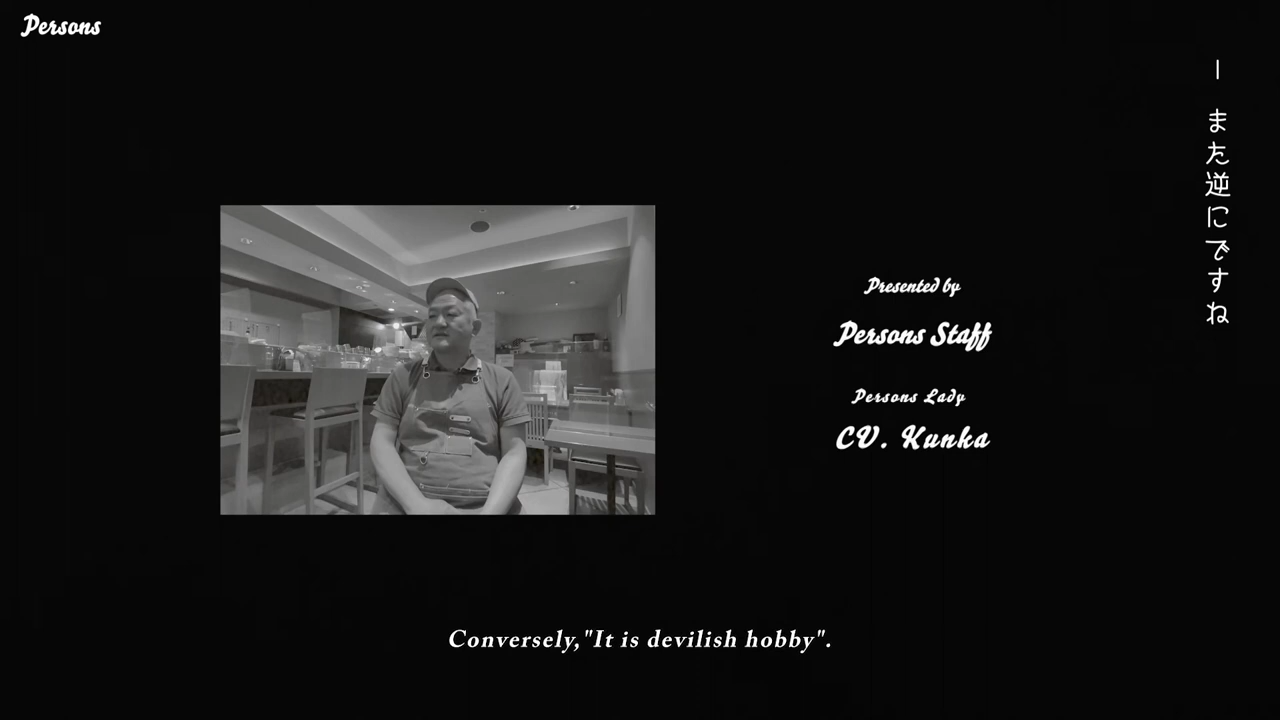 Persons
ー また逆にですね
Presented by
Persons Staff
Persons Lady
CV. Kunka
Conversely,"It is devilish hobby".